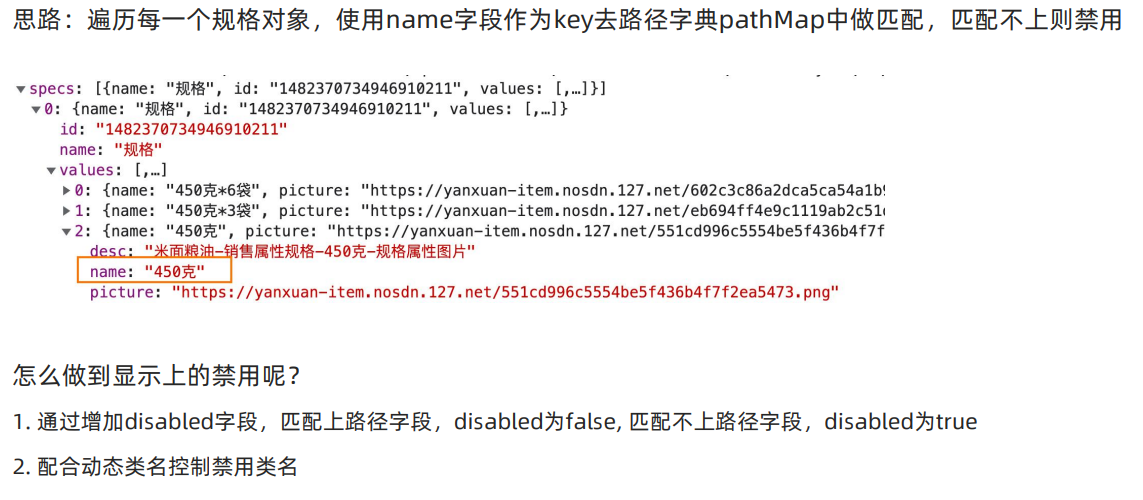 思路：遍历每一个规格对象，使用name字段作为key去路径字典pathMap中做匹配，匹配不上则禁用
▼specs: [{name: "规格", id: "1482370734946910211", values: [,…]}]
▼0: {name: "规格", id: "1482370734946910211", values: [,…]}
id: "1482370734946910211"
name: "规格"
▼values: [,…]
▶0: {name: "450克*6袋", picture: "https://yanxuan-item.nosdn.127.net/602c3c86a2dca5ca54a1b9
▶1: {name: "450克*3袋", picture: "https://yanxuan-item.nosdn.127.net/eb694ff4e9c1119ab2c51
▼2: {name: "450克", picture: "https://yanxuan-item.nosdn.127.net/551cd996c5554be5f436b4f7f
desc: "米面粮油-销售属性规格-450克-规格属性图片"
name: "450克"
picture: "https://yanxuan-item.nosdn.127.net/551cd996c5554be5f436b4f7f2ea5473.png"
怎么做到显示上的禁用呢？
1. 通过增加disabled字段，匹配上路径字段，disabled为false, 匹配不上路径字段，disabled为true
2. 配合动态类名控制禁用类名